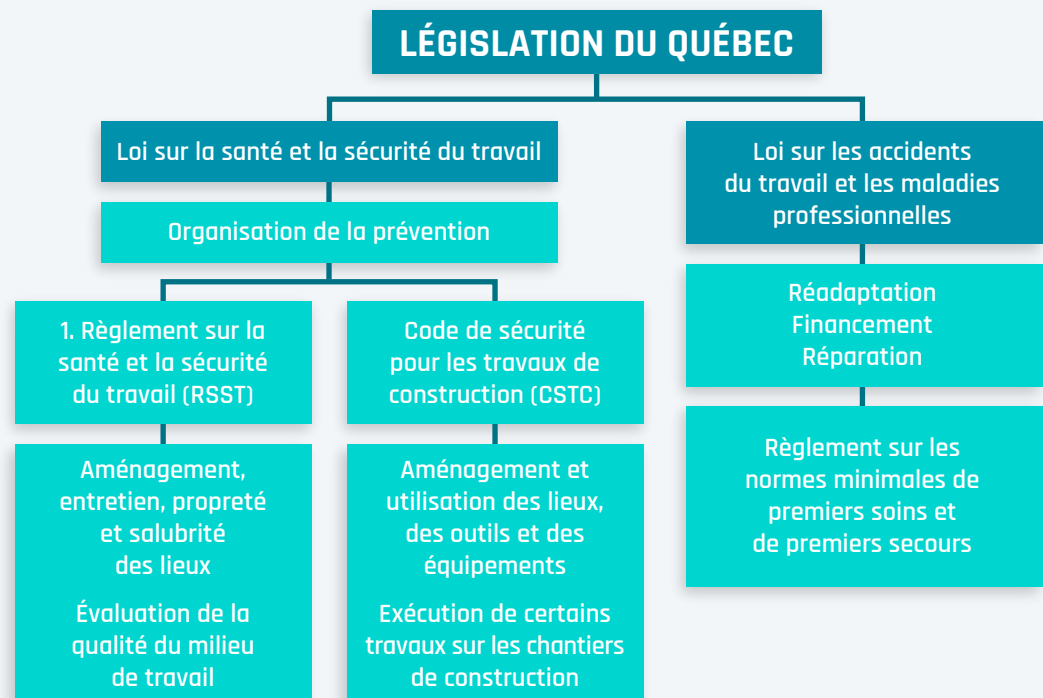 LÉGISLATION DU QUÉBEC
Loi sur la santé et la sécurité du travail
Organisation de la prévention
1. Règlement sur la
santé et la sécurité
du travail (RSST)
Aménagement,
entretien, propreté
et salubrité
des lieux
Évaluation de la
qualité du milieu
de travail
Code de sécurité
pour les travaux de
construction (CSTC)
Aménagement et
utilisation des lieux,
des outils et des
équipements
Exécution de certains
travaux sur les chantiers
de construction
Loi sur les accidents
du travail et les maladies
professionnelles
Réadaptation
Financement
Réparation
Règlement sur les
normes minimales de
premiers soins et
de premiers secours